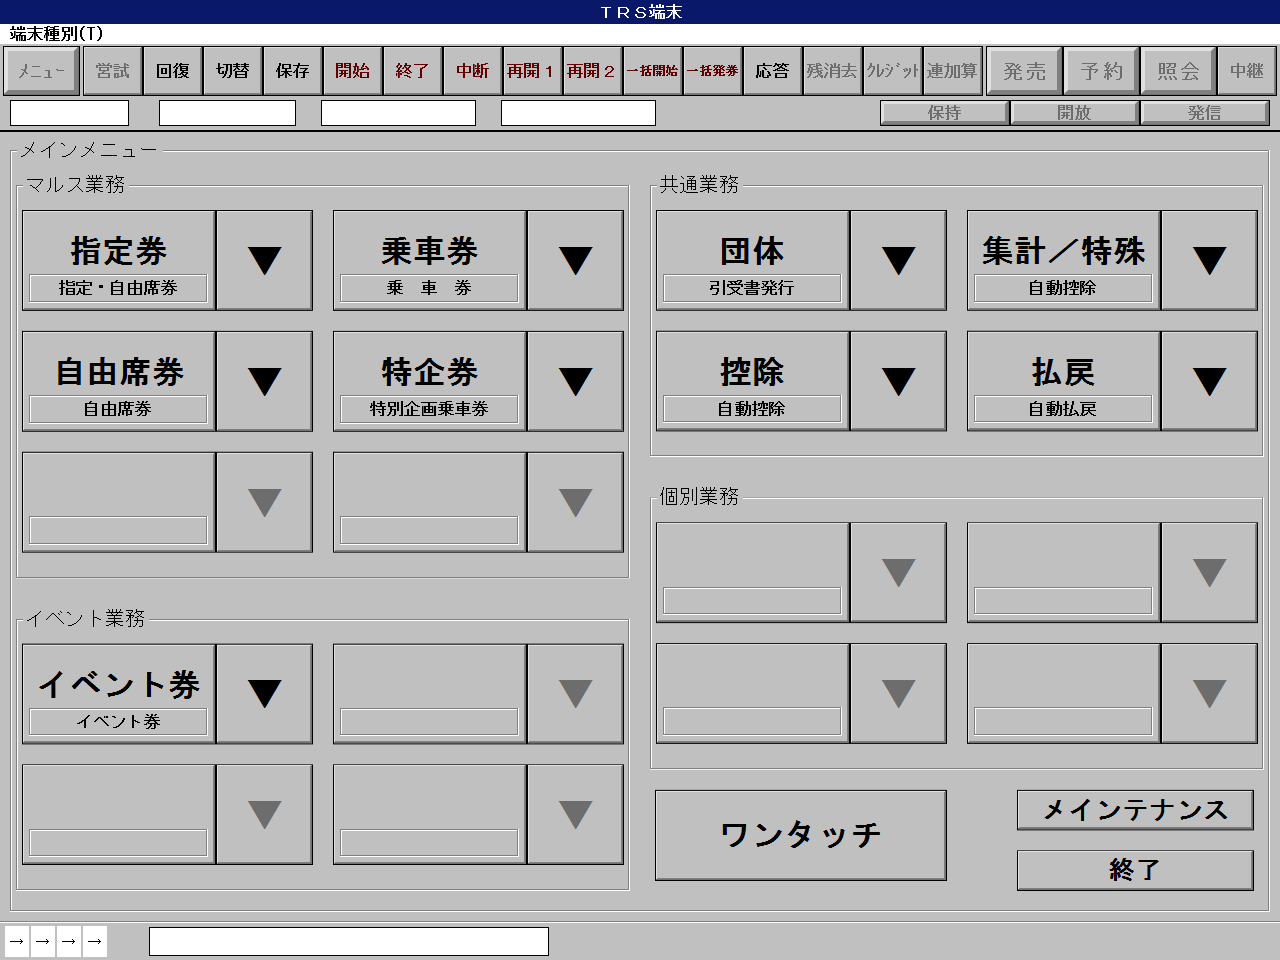 TRS端末
端末種別(T)
メニュー 営試 回復 切替 保存 開始 終了 中断 再開1 再開2 一括開始 一括発券 応答 残消去 クレジット 連加算 発売 予約 照会 中継
保持 開放 発信
メインメニュー
マルス業務
指定券 ▼ 乗車券 ▼
指定・自由席券 乗 車 券
自由席券 ▼ 特企券 ▼
自由席券 特別企画乗車券
▼ ▼
イベント業務
イベント券 ▼ ▼
イベント券
▼ ▼
共通業務
団体 ▼ 集計/特殊 ▼
引受書発行 自動控除
控除 ▼ 払戻 ▼
自動控除 自動払戻
個別業務
▼ ▼
▼ ▼
ワンタッチ
メインテナンス
終了
→ → → →